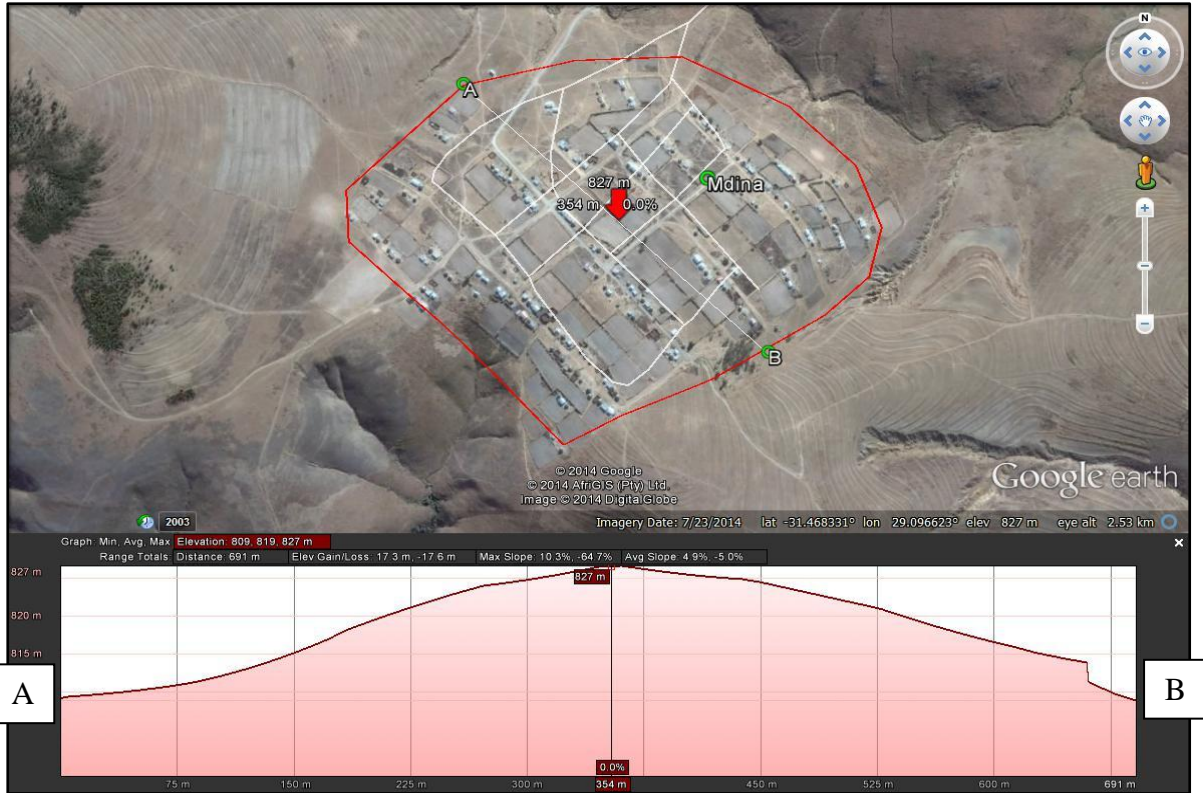 N
A
Mdina
827 m
354 m 0.0%
B
© 2014 Google
© 2014 AfriGIS (Pty) Ltd.
Image © 2014 DigitalGlobe
Google earth
2003
Imagery Date: 7/23/2014 lat -31.468331° lon 29.096623° elev 827 m eye alt 2.53 km
Graph: Min, Avg, Max Elevation: 809, 819, 827 m
Range Totals: Distance: 691 m Elev Gain/Loss: 17.3 m, -17.6 m Max Slope: 10.3%, -64.7% Avg Slope: 4.9%, -5.0%
827 m
827 m
820 m
815 m
A
B
0.0%
75 m 150 m 225 m 300 m 354 m 450 m 525 m 600 m 691 m